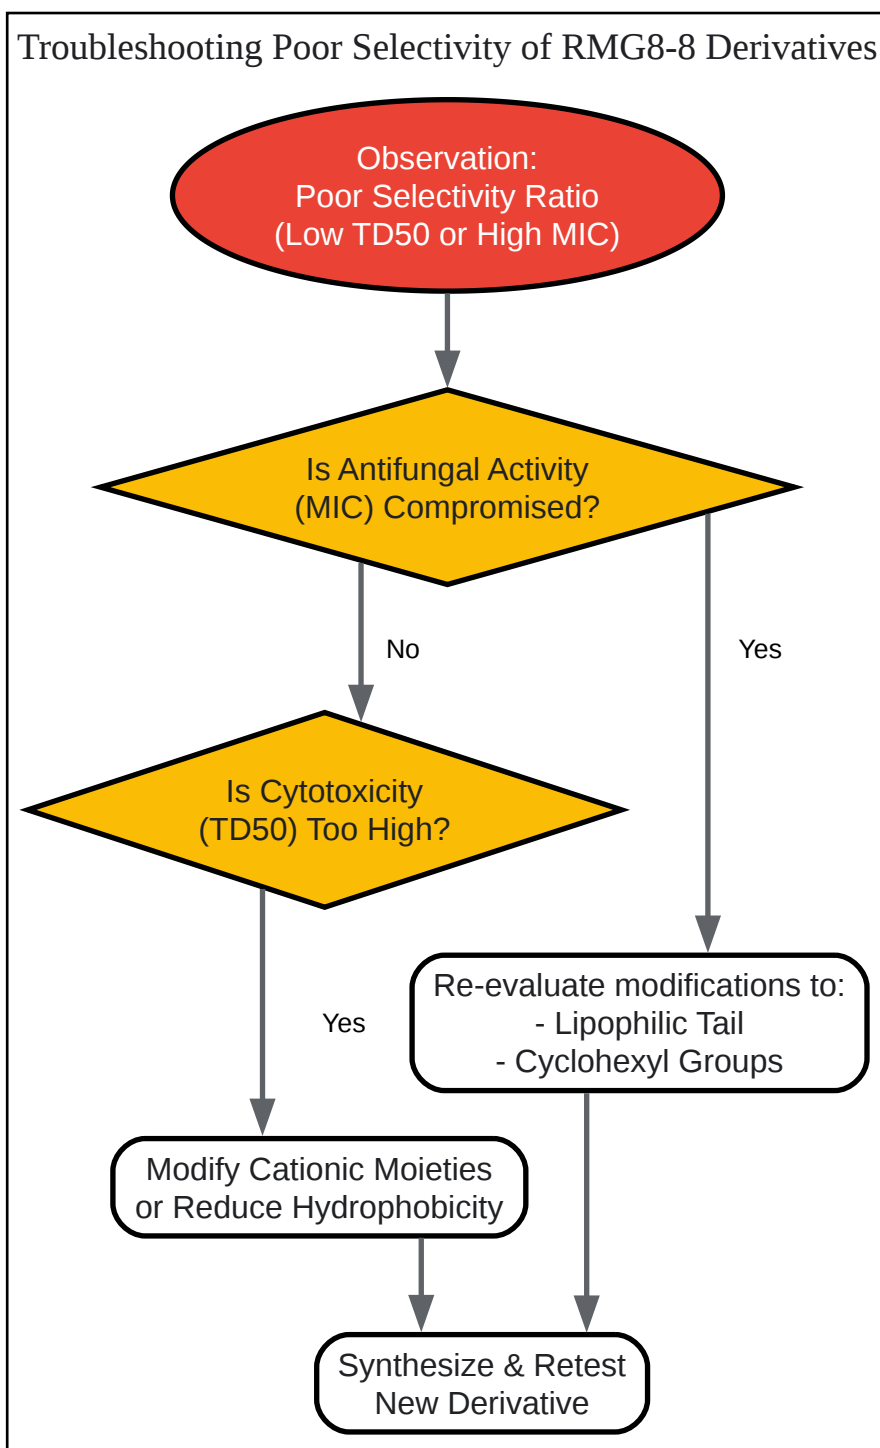 Troubleshooting Poor Selectivity of RMG8-8 Derivatives
Observation:
Poor Selectivity Ratio
(Low TD50 or High MIC)
Is Antifungal Activity
(MIC) Compromised?
No
Yes
Is Cytotoxicity
(TD50) Too High?
Yes
Re-evaluate modifications to:
- Lipophilic Tail
- Cyclohexyl Groups
Modify Cationic Moieties
or Reduce Hydrophobicity
Synthesize & Retest
New Derivative